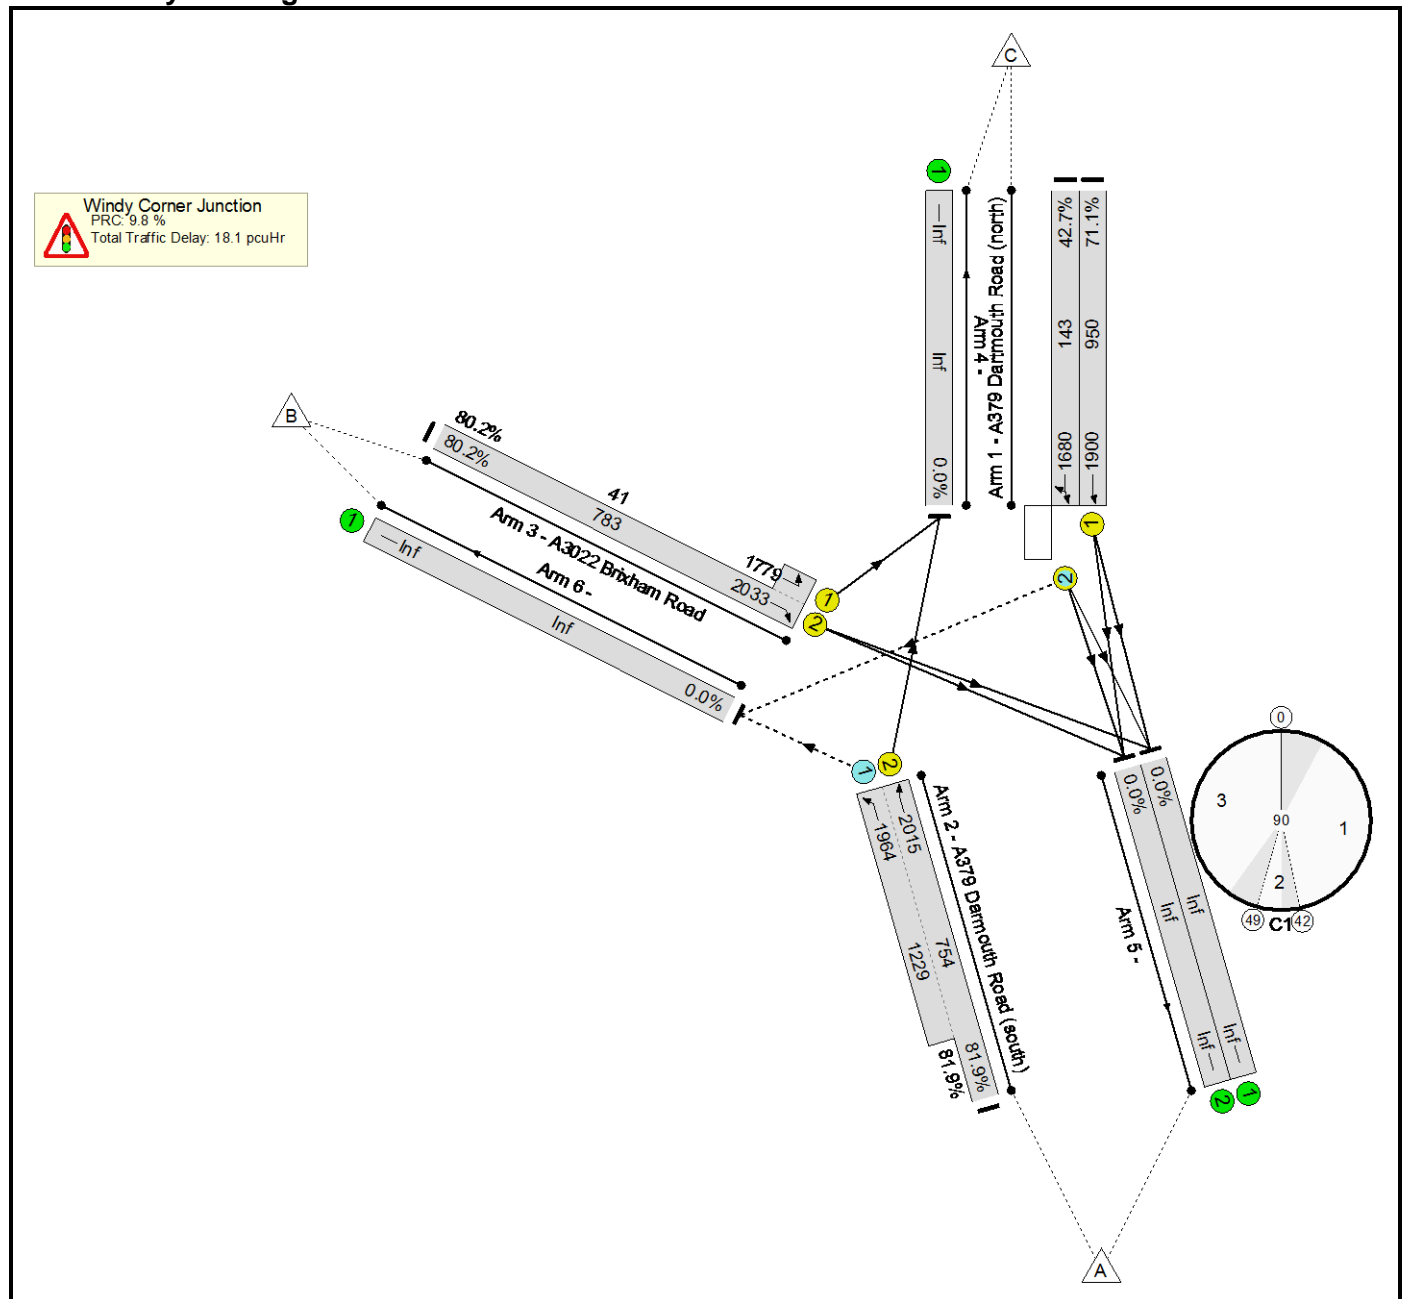 Windy Corner Junction
PRC: 9.8 %
Total Traffic Delay: 18.1 pcuHr
C
1
Inf
Inf
0.0%
Arm 4 -
Arm 1 - A379 Dartmouth Road (north)
42.7%
143
1680
71.1%
950
1900
1
2
B
80.2%
80.2%
41
783
1779
2033
Arm 3 - A3022 Brixham Road
1
2
1
Inf
Arm 6 -
Inf
0.0%
1
2
1964
2015
1229
754
81.9%
81.9%
Arm 2 - A379 Darmouth Road (south)
0.0%
0.0%
Inf
Inf
Inf
Inf
Arm 5 -
2
1
0
3
90
1
2
49
C1
42
A